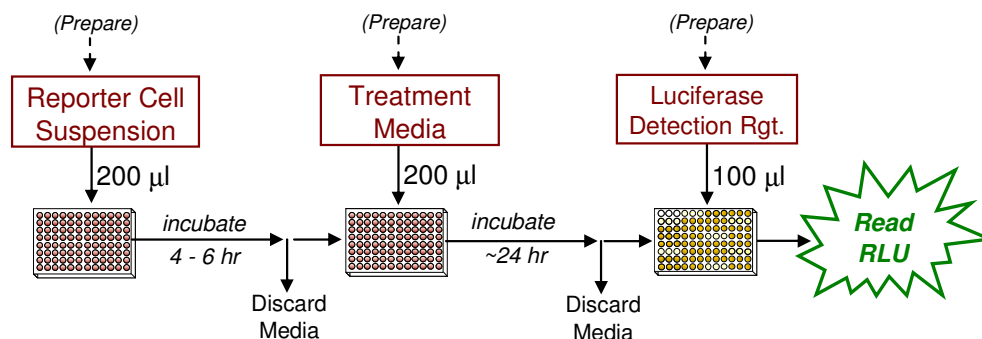 (Prepare)
(Prepare)
(Prepare)
Reporter Cell
Suspension
Treatment
Media
Luciferase
Detection Rgt.
200 µl
200 µl
100 µl
incubate
4 - 6 hr
incubate
~24 hr
Read
RLU
Discard
Media
Discard
Media